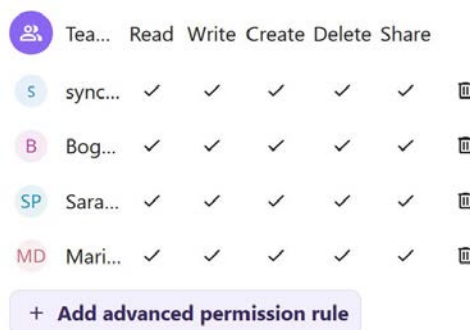 Tea... Read Write Create Delete Share
S sync...
B Bog...
SP Sara...
MD Mari...
+ Add advanced permission rule